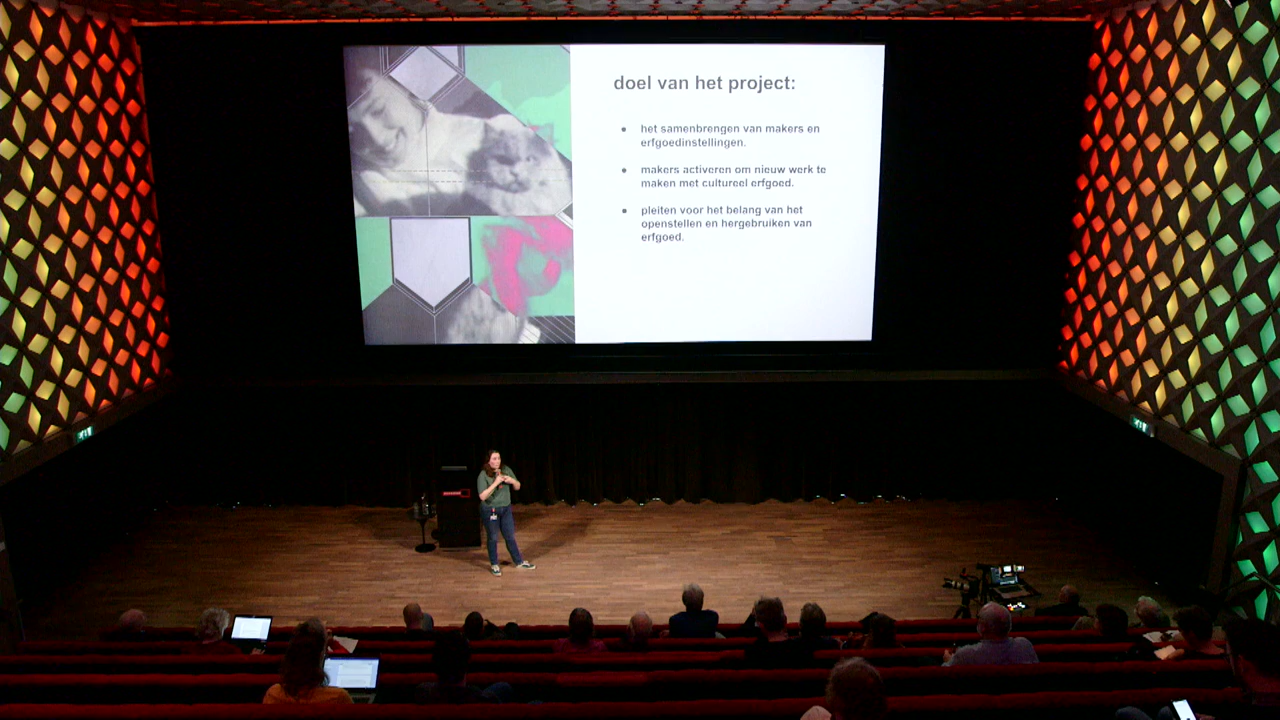 doel van het project:
het samenbrengen van makers en
erfgoedinstellingen.
makers activeren om nieuw werk te
maken met cultureel erfgoed.
pleiten voor het belang van het
openstellen en hergebruiken van
erfgoed.